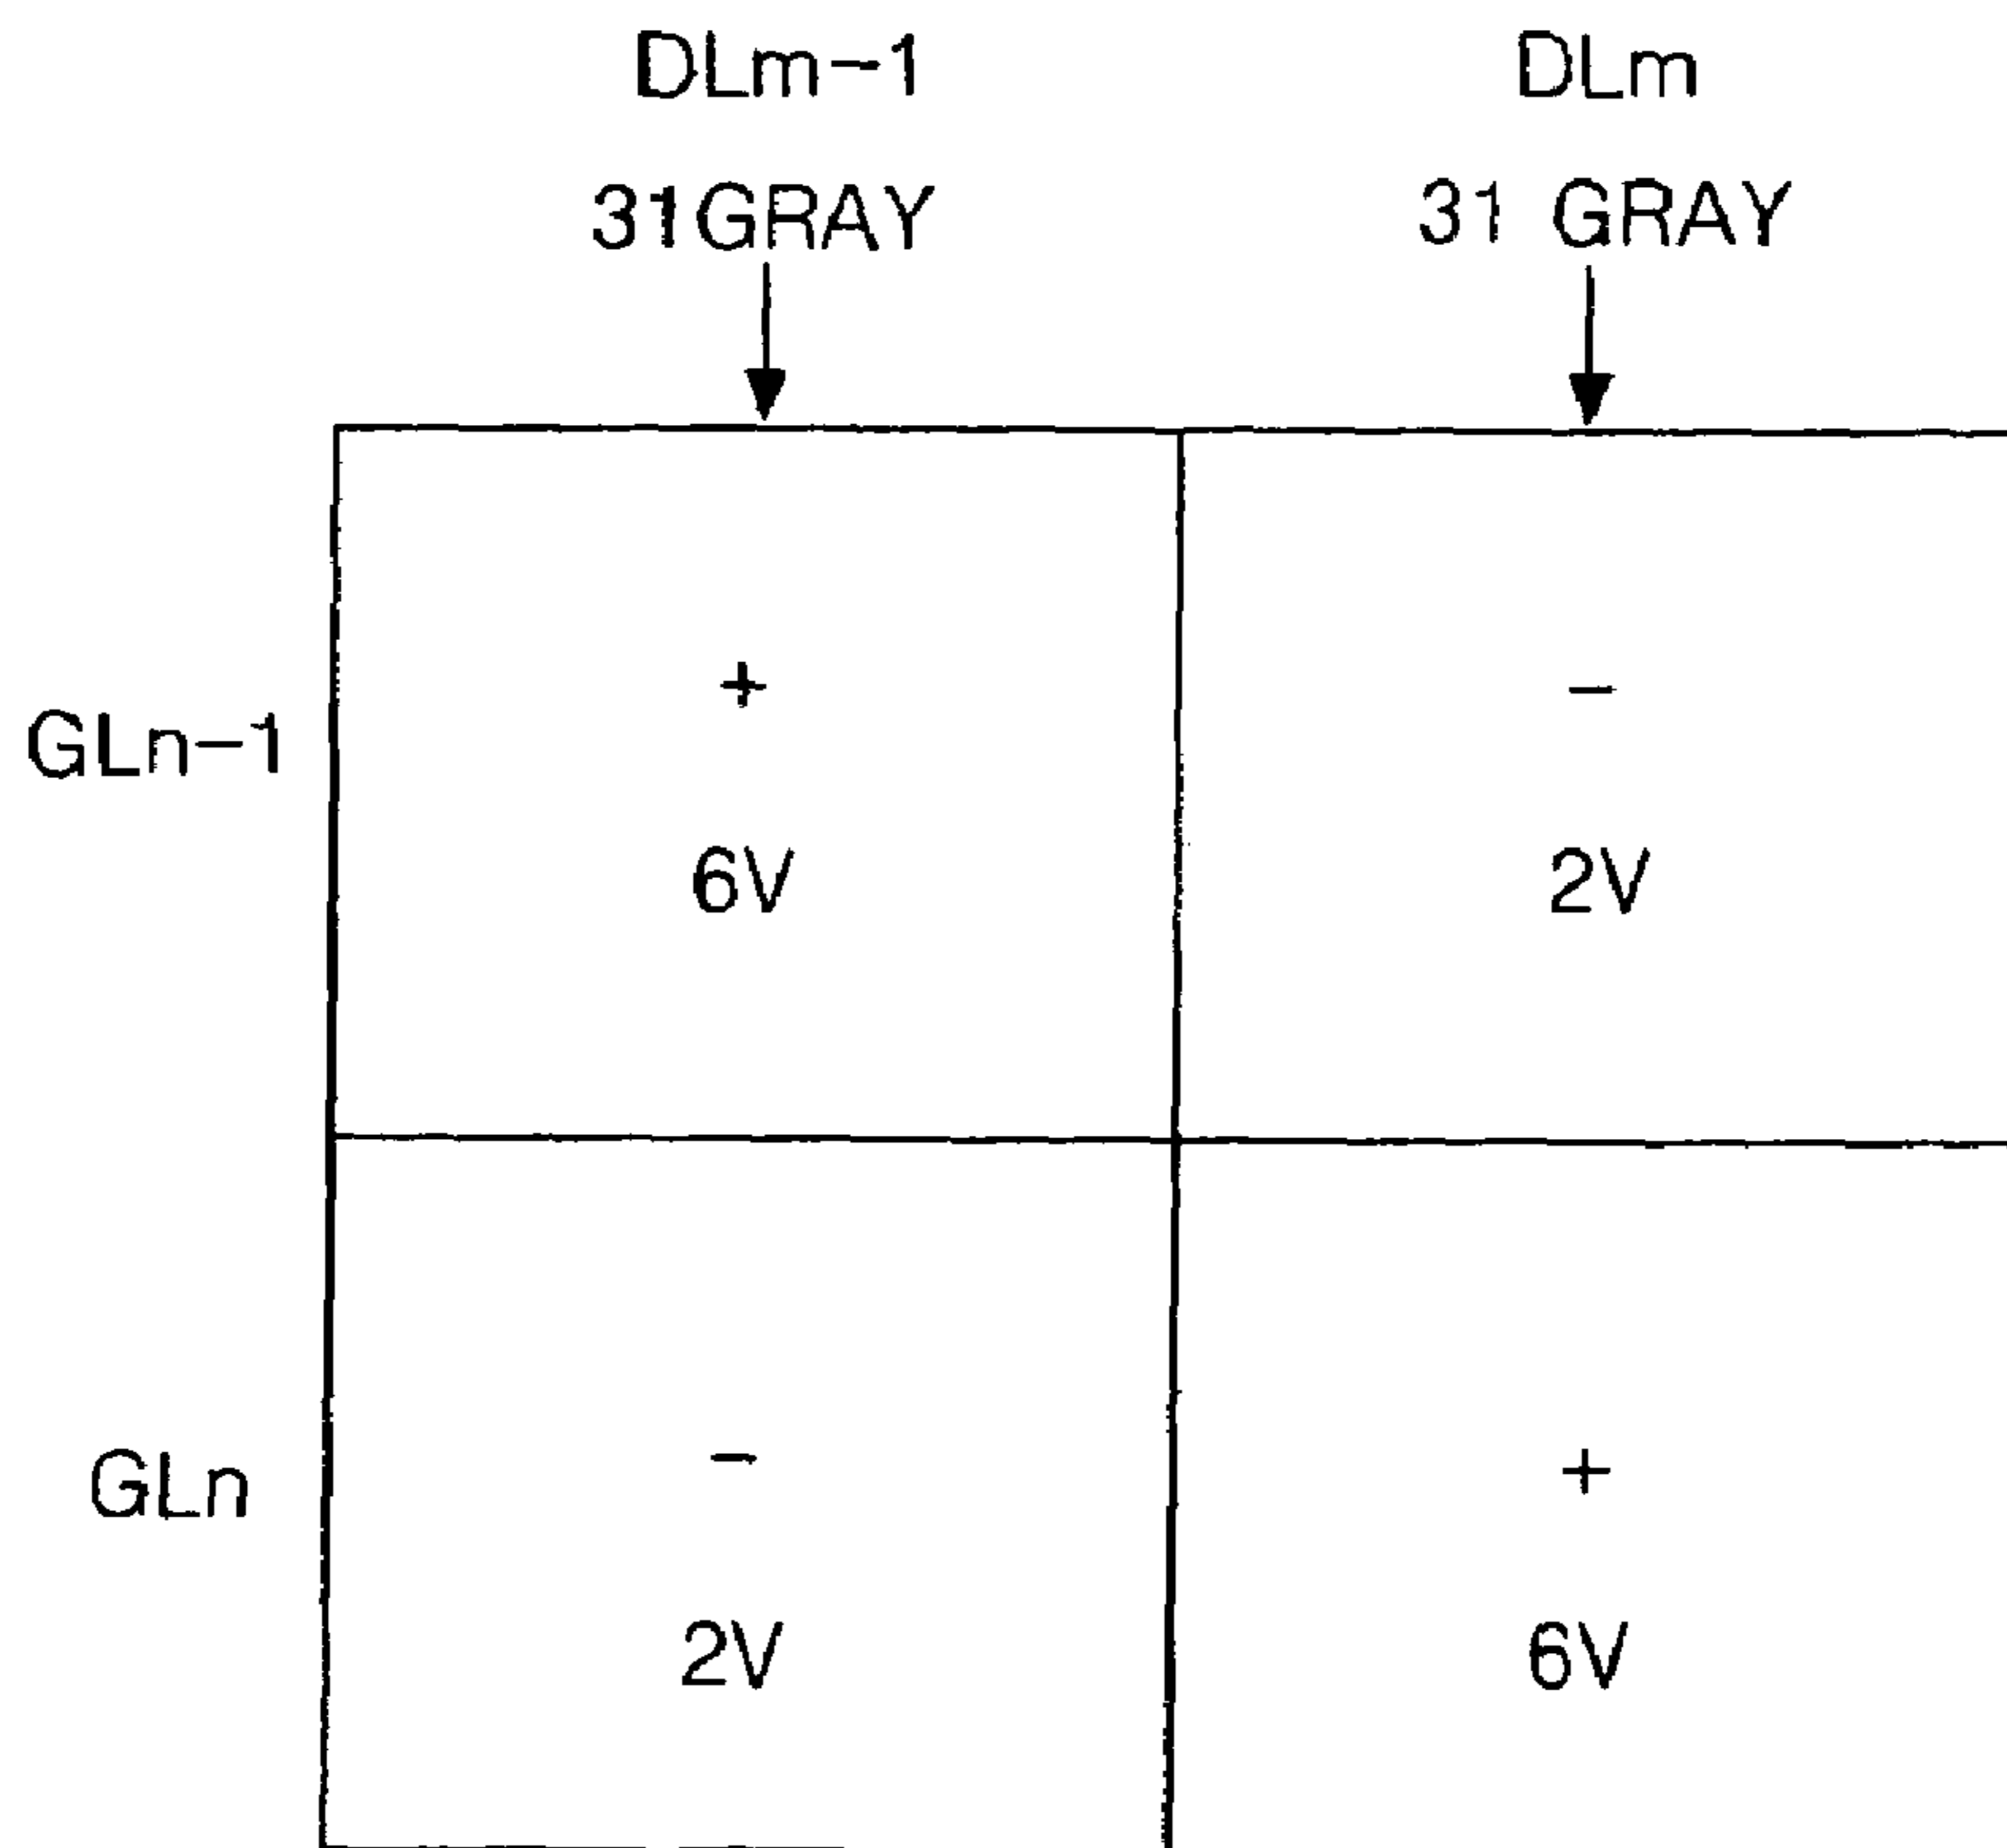 DLm-1 DLm
31GRAY 31 GRAY
+ -
GLn-1
6V 2V
- +
GLn
2V 6V